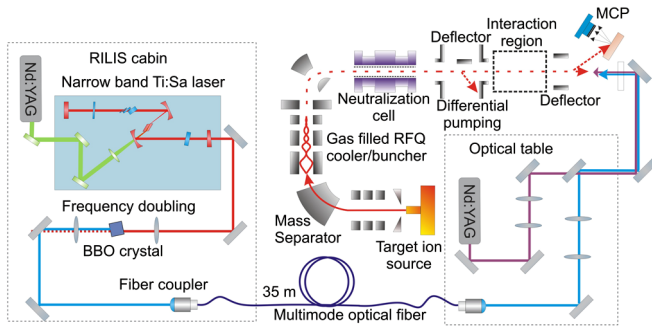 RILIS cabin
Nd:YAG
Narrow band Ti:Sa laser
Frequency doubling
BBO crystal
Fiber coupler
35 m
Multimode optical fiber
Mass
Separator
Target ion
source
Gas filled RFQ
cooler/buncher
Neutralization
cell
Deflector
Differential
pumping
Interaction
region
Deflector
MCP
Optical table
Nd:YAG